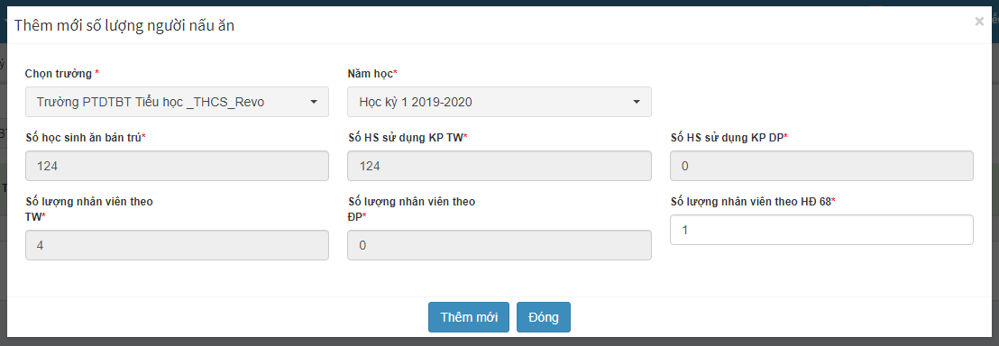 Thêm mới số lượng người nấu ăn
×
Chọn trường *
Năm học*
Trường PTDTBT Tiểu học _THCS_Revo
Học kỳ 1 2019-2020
Số học sinh ăn bán trú*
Số HS sử dụng KP TW*
Số HS sử dụng KP DP*
124
124
0
Số lượng nhân viên theo
TW*
Số lượng nhân viên theo
ĐP*
Số lượng nhân viên theo HĐ 68*
4
0
1
Thêm mới
Đóng